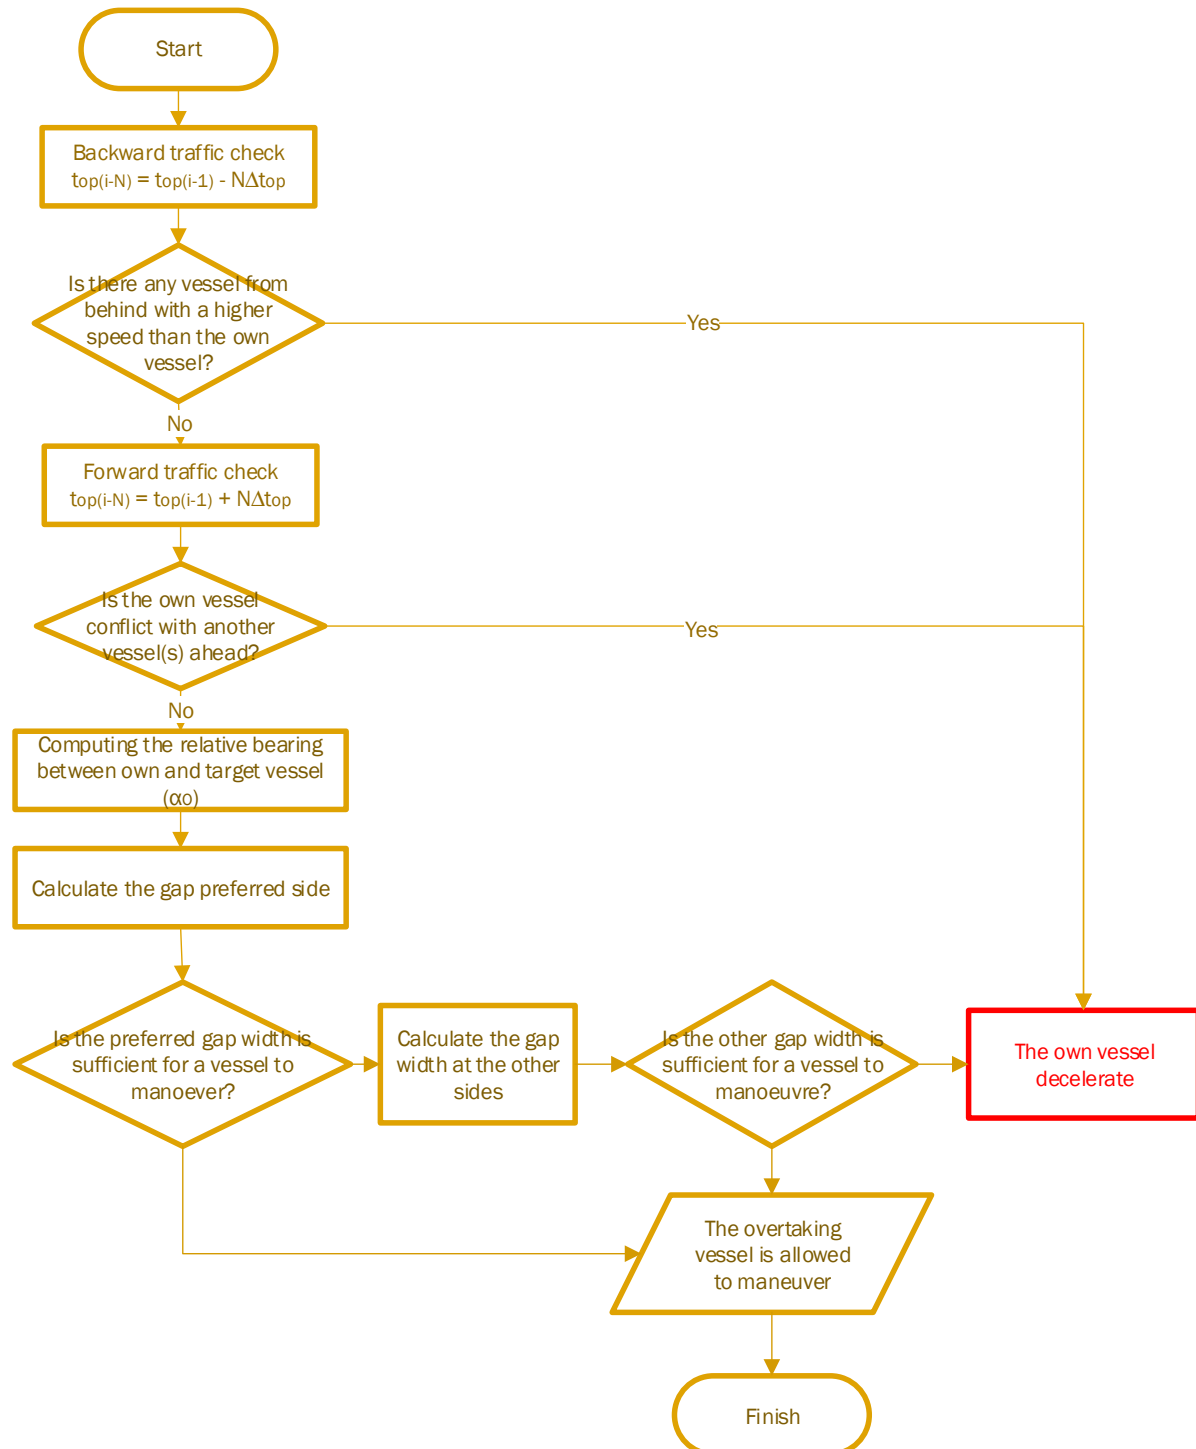 Start
Backward traffic check
top(i-N) = top(i-1) - NΔtop
Is there any vessel from
behind with a higher
speed than the own
vessel?
Yes
No
Forward traffic check
top(i-N) = top(i-1) + NΔtop
Is the own vessel
conflict with another
vessel(s) ahead?
Yes
No
Computing the relative bearing
between own and target vessel
(αo)
Calculate the gap preferred side
Is the preferred gap width is
sufficient for a vessel to
manoever?
Calculate the gap
width at the other
sides
Is the other gap width is
sufficient for a vessel to
manoeuvre?
The own vessel
decelerate
The overtaking
vessel is allowed
to maneuver
Finish